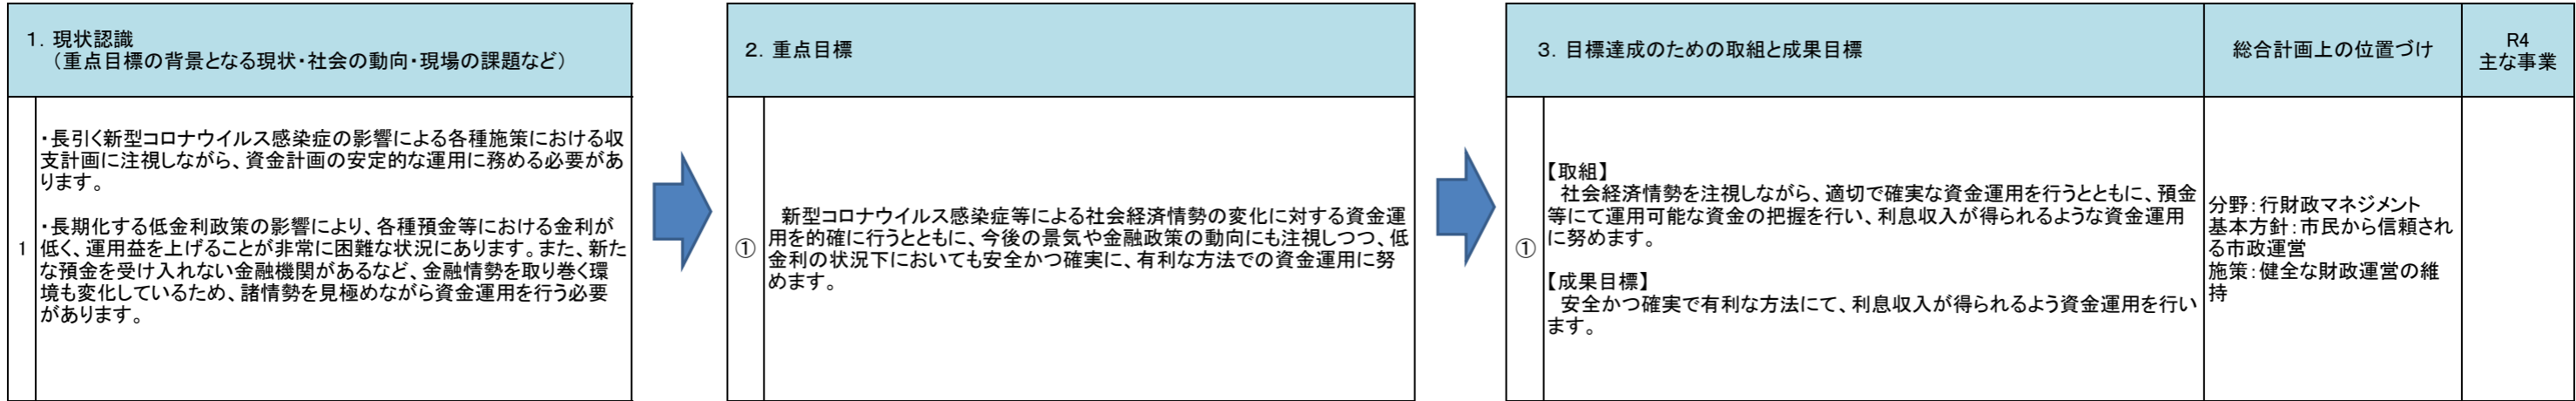 1．現状認識
（重点目標の背景となる現状・社会の動向・現場の課題など）
1
・長引く新型コロナウイルス感染症の影響による各種施策における収
支計画に注視しながら、資金計画の安定的な運用に務める必要があ
ります。
・長期化する低金利政策の影響により、各種預金等における金利が
低く、運用益を上げることが非常に困難な状況にあります。また、新た
な預金を受け入れない金融機関があるなど、金融情勢を取り巻く環
境も変化しているため、諸情勢を見極めながら資金運用を行う必要
があります。
2．重点目標
①
新型コロナウイルス感染症等による社会経済情勢の変化に対する資金運
用を的確に行うとともに、今後の景気や金融政策の動向にも注視しつつ、低
金利の状況下においても安全かつ確実に、有利な方法での資金運用に努
めます。
3．目標達成のための取組と成果目標
総合計画上の位置づけ
R4
主な事業
①
【取組】
社会経済情勢を注視しながら、適切で確実な資金運用を行うとともに、預金
等にて運用可能な資金の把握を行い、利息収入が得られるような資金運用
に努めます。
【成果目標】
安全かつ確実で有利な方法にて、利息収入が得られるよう資金運用を行い
ます。
分野：行財政マネジメント
基本方針：市民から信頼され
る市政運営
施策：健全な財政運営の維
持